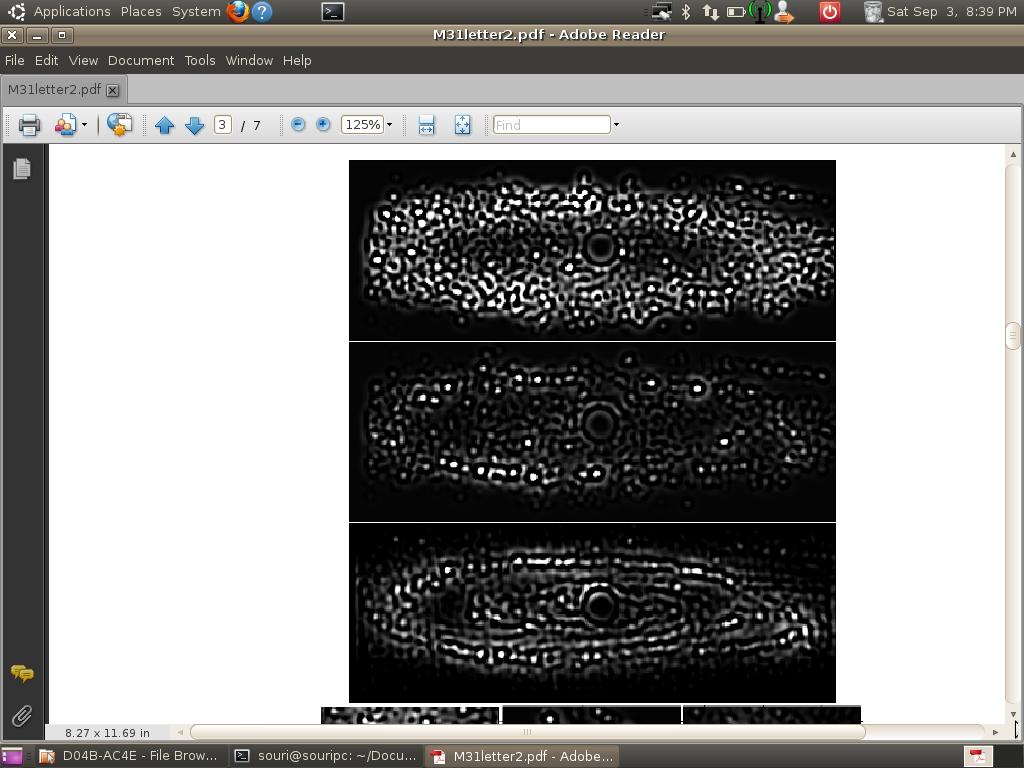 Applications Places System Sat Sep 3, 8:39 PM
M31letter2.pdf - Adobe Reader
File Edit View Document Tools Window Help
M31letter2.pdf
3 / 7 125% Find
8.27 x 11.69 in
D04B-AC4E - File Brow... souri@souripc: ~/Docu... M31letter2.pdf - Adobe...